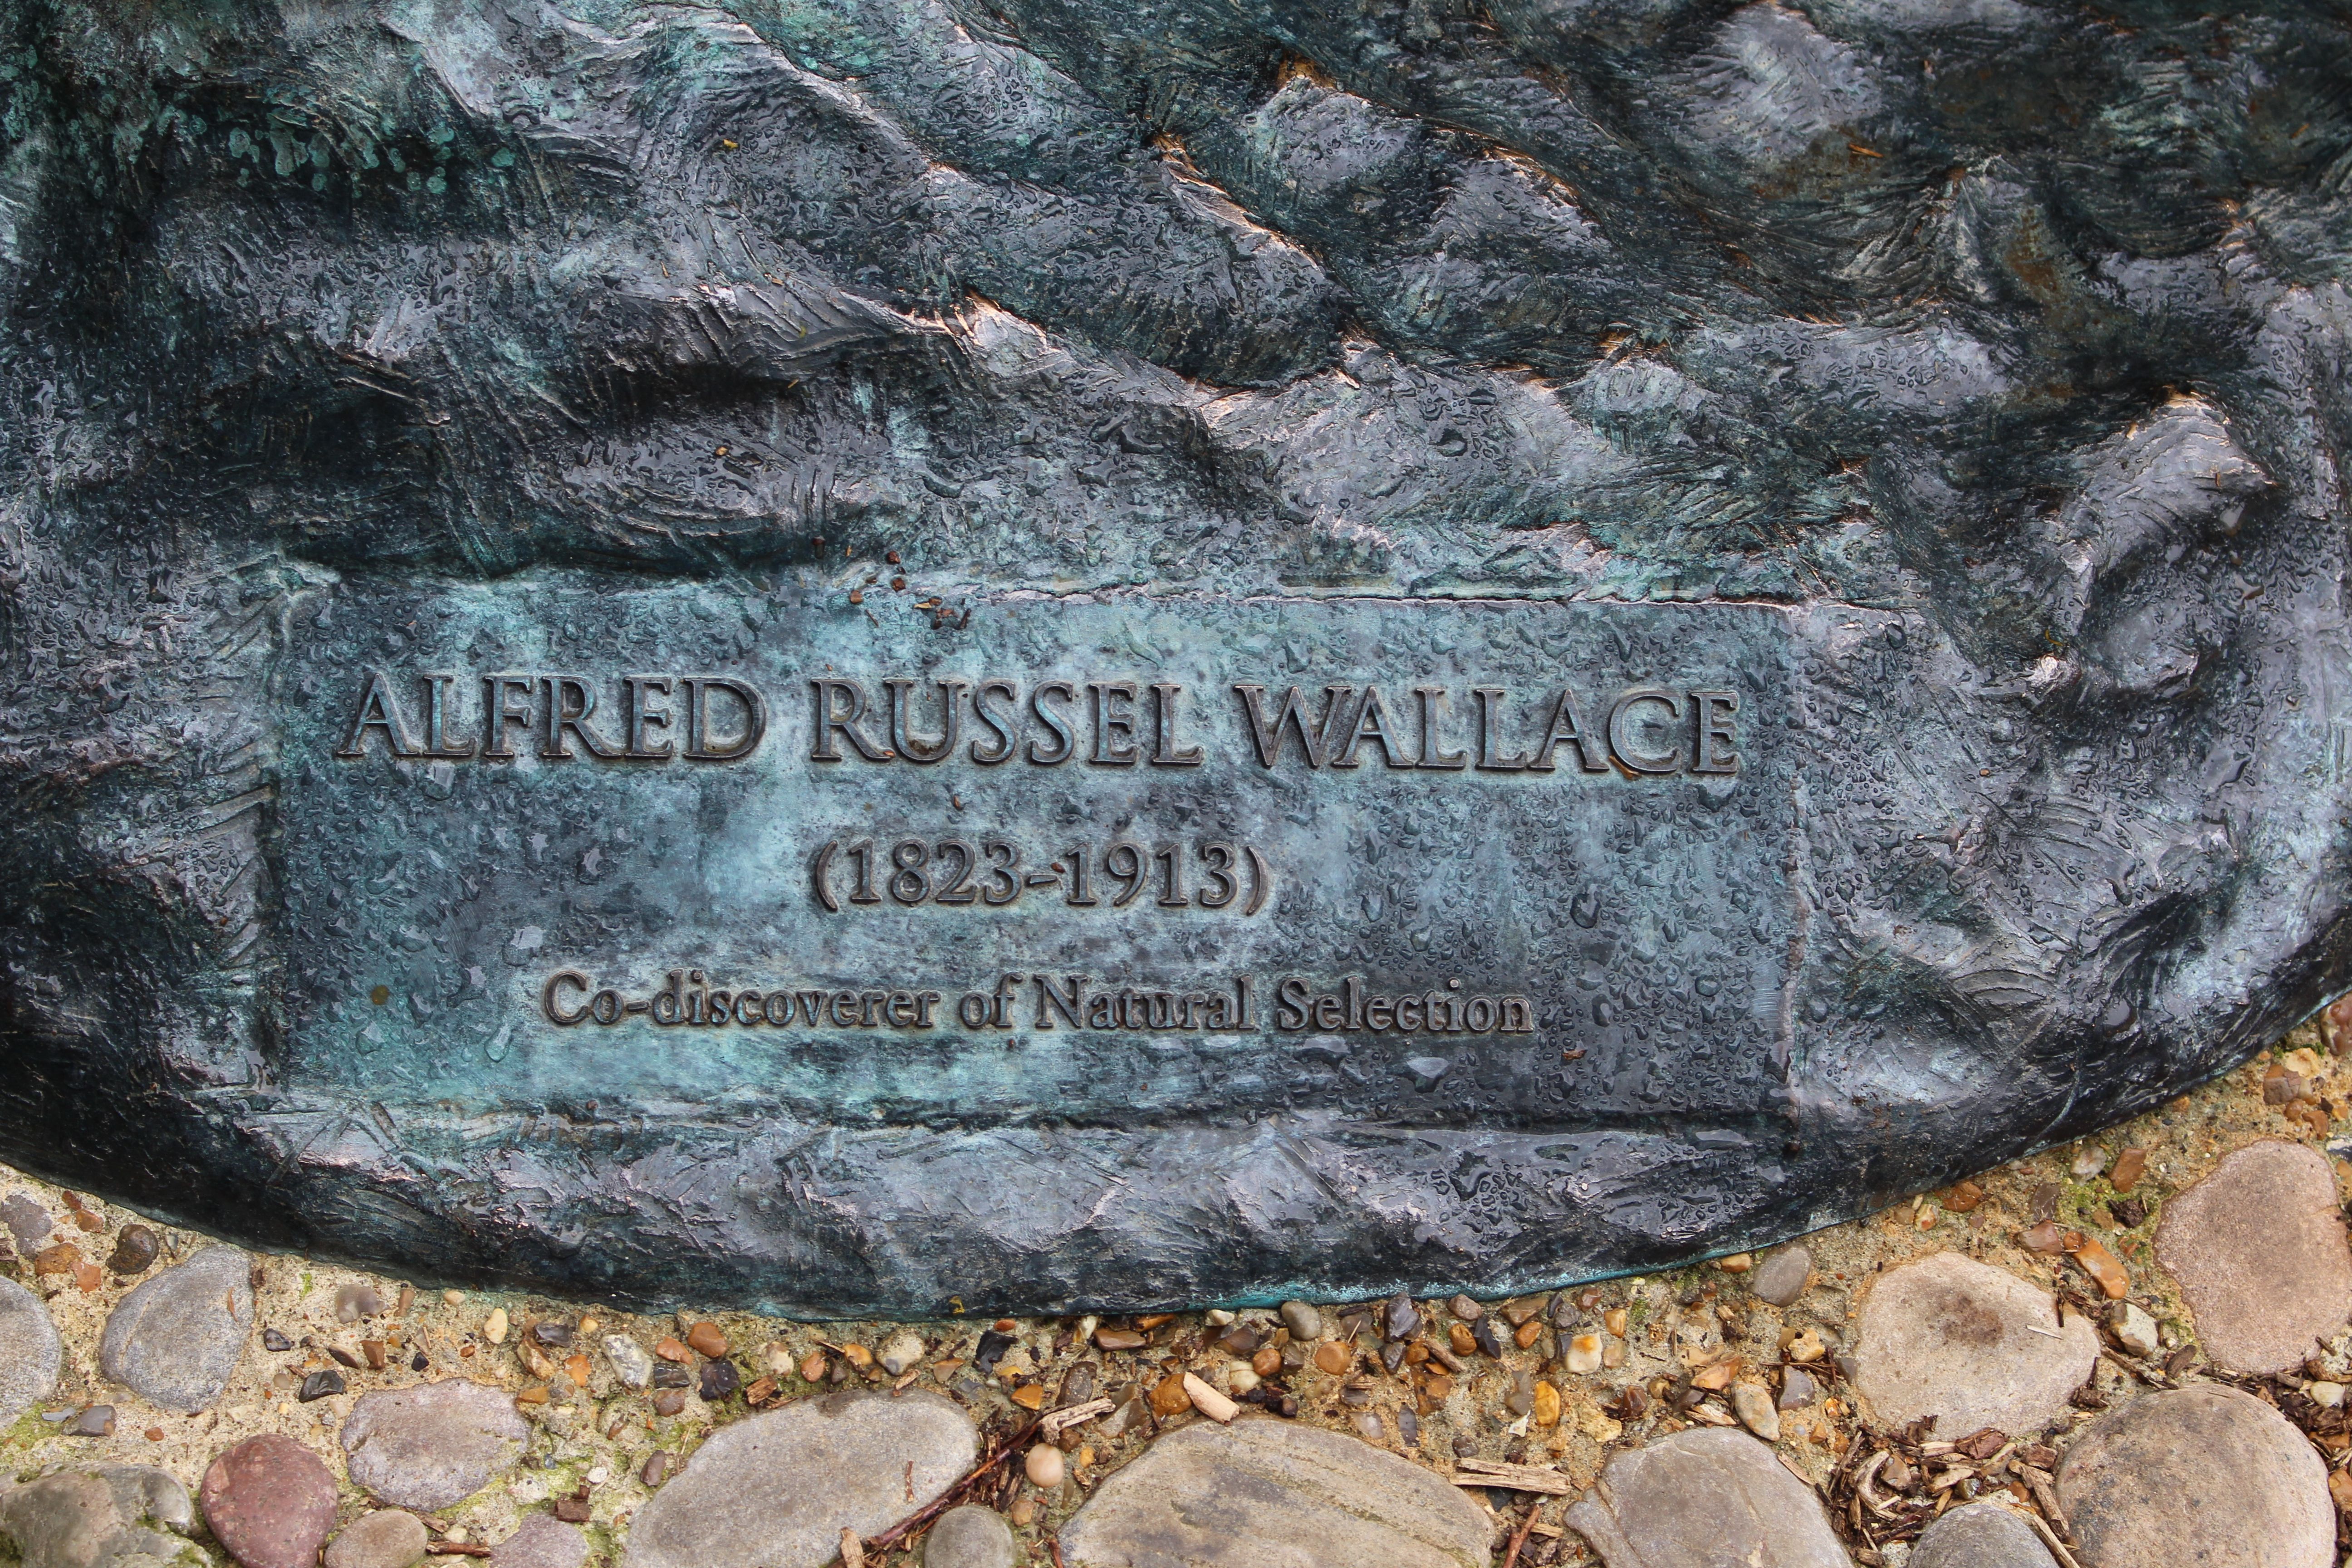 ALFRED RUSSEL WALLACE
(1823-1913)
Co-discoverer of Natural Selection